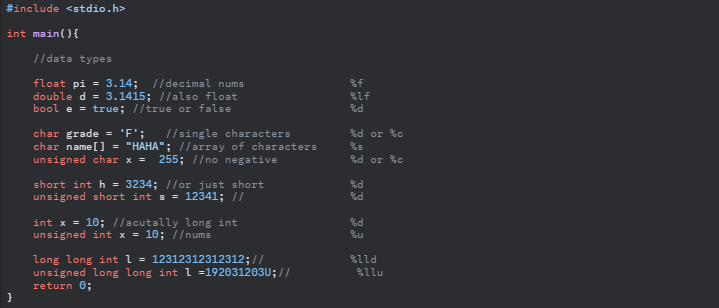 #include <stdio.h>
int main(){
//data types
float pi = 3.14; //decimal nums %f
double d = 3.1415; //also float %lf
bool e = true; //true or false %d
char grade = 'F'; //single characters %d or %c
char name[] = "HAHA"; //array of characters %s
unsigned char x = 255; //no negative %d or %c
short int h = 3234; //or just short %d
unsigned short int s = 12341; // %d
int x = 10; //acutally long int %d
unsigned int x = 10; //nums %u
long long int l = 12312312312312;// %lld
unsigned long long int l =192031203U;// %llu
return 0;
}